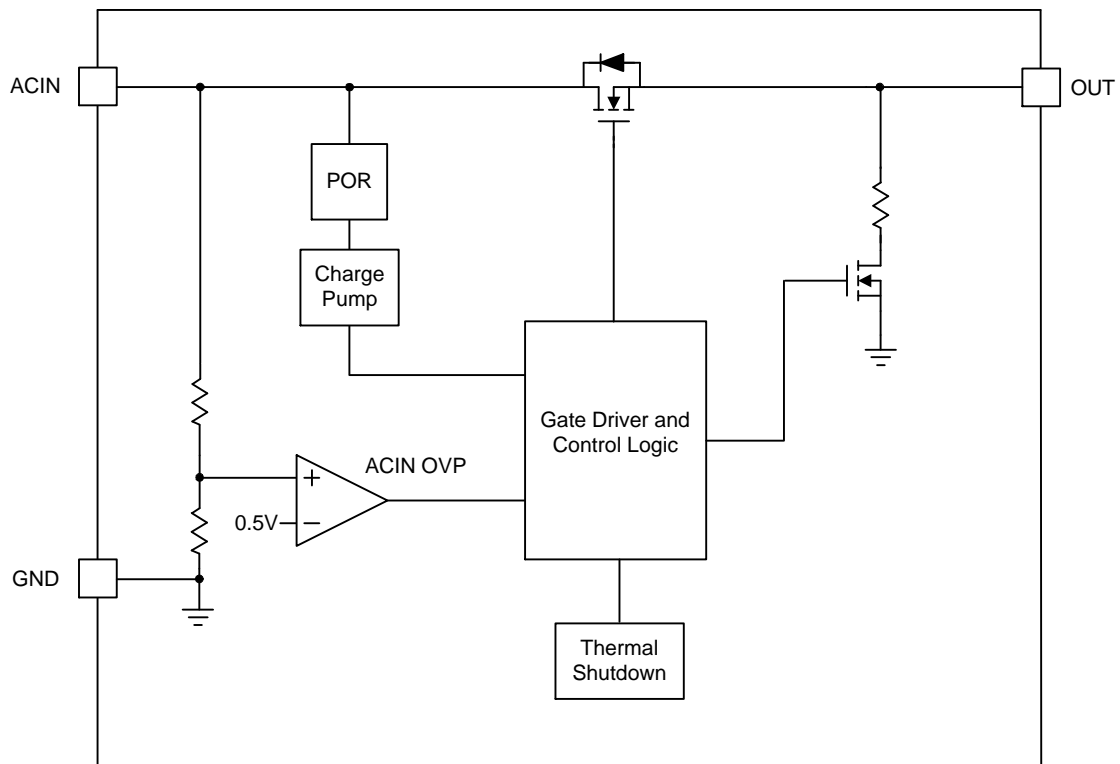 ACIN
OUT
POR
Charge
Pump
Gate Driver and
Control Logic
ACIN OVP
+
0.5V
−
GND
Thermal
Shutdown